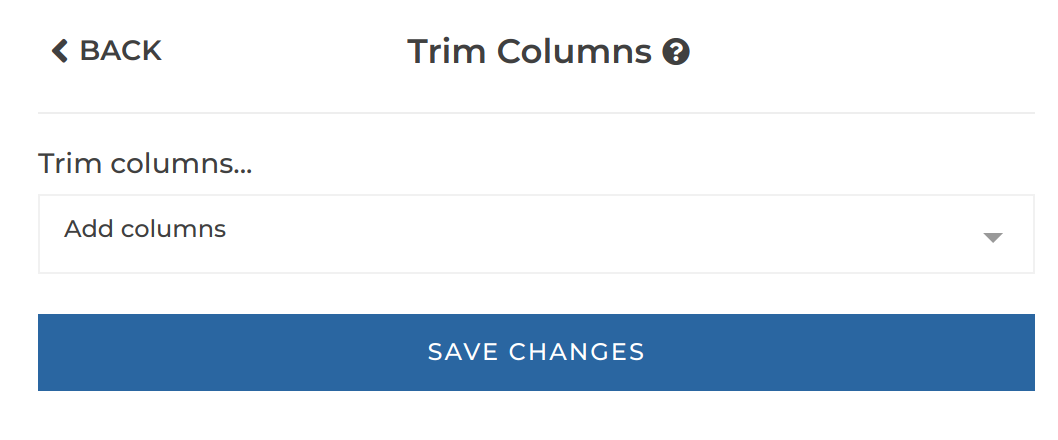 BACK
Trim Columns ?
Trim columns...
Add columns
SAVE CHANGES